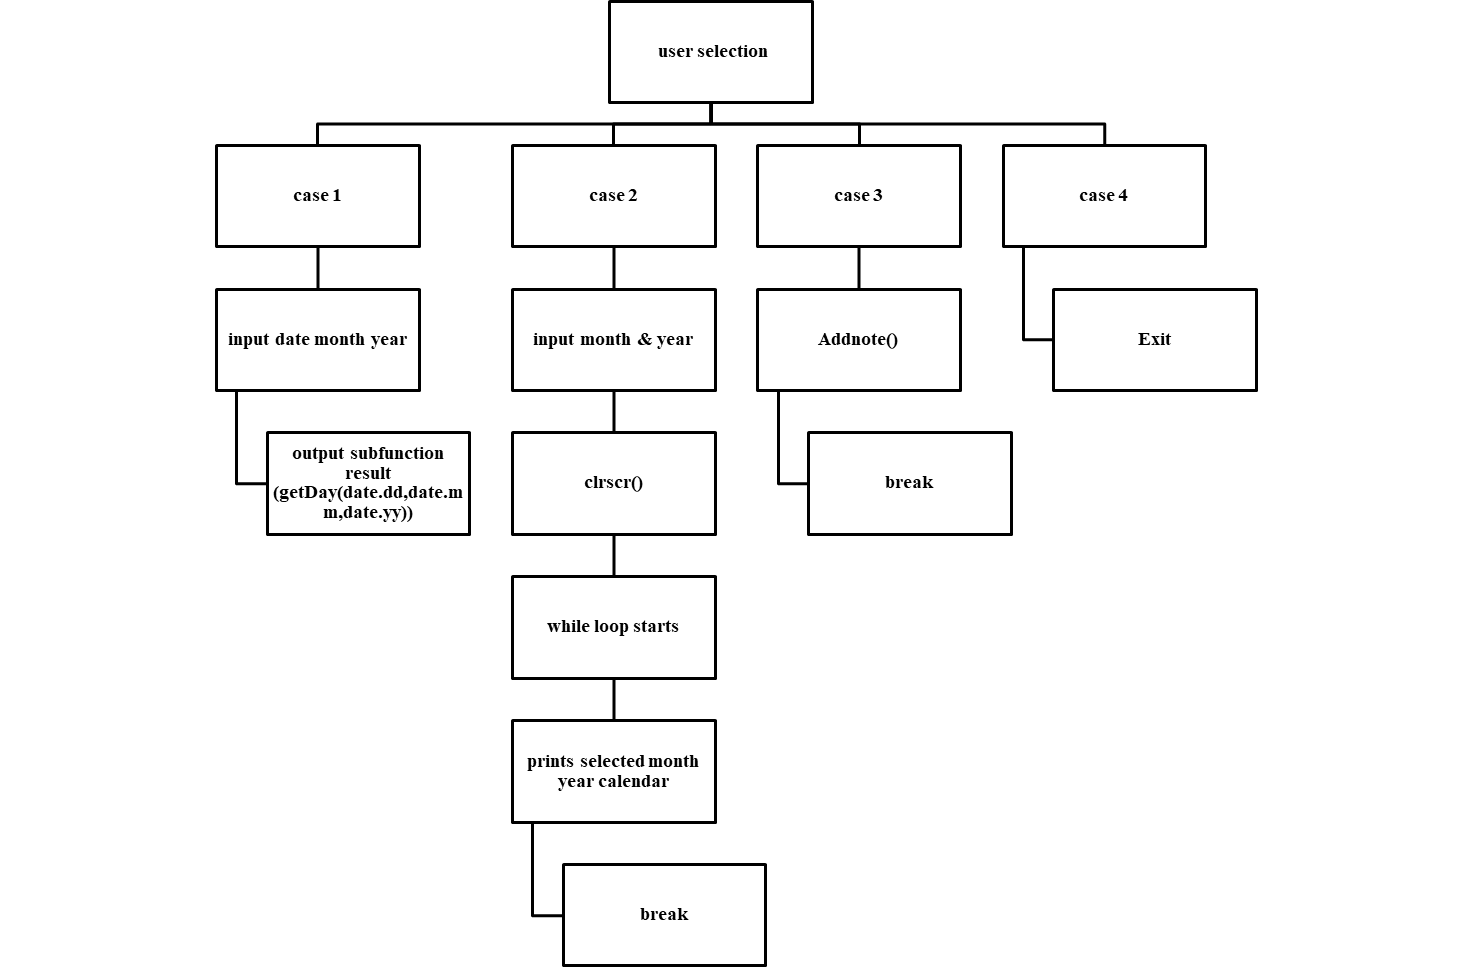 user selection
case 1
case 2
case 3
case 4
input date month year
input month & year
Addnote()
Exit
output subfunction
result
(getDay(date.dd,date.m
m,date.yy))
clrscr()
break
while loop starts
prints selected month
year calendar
break